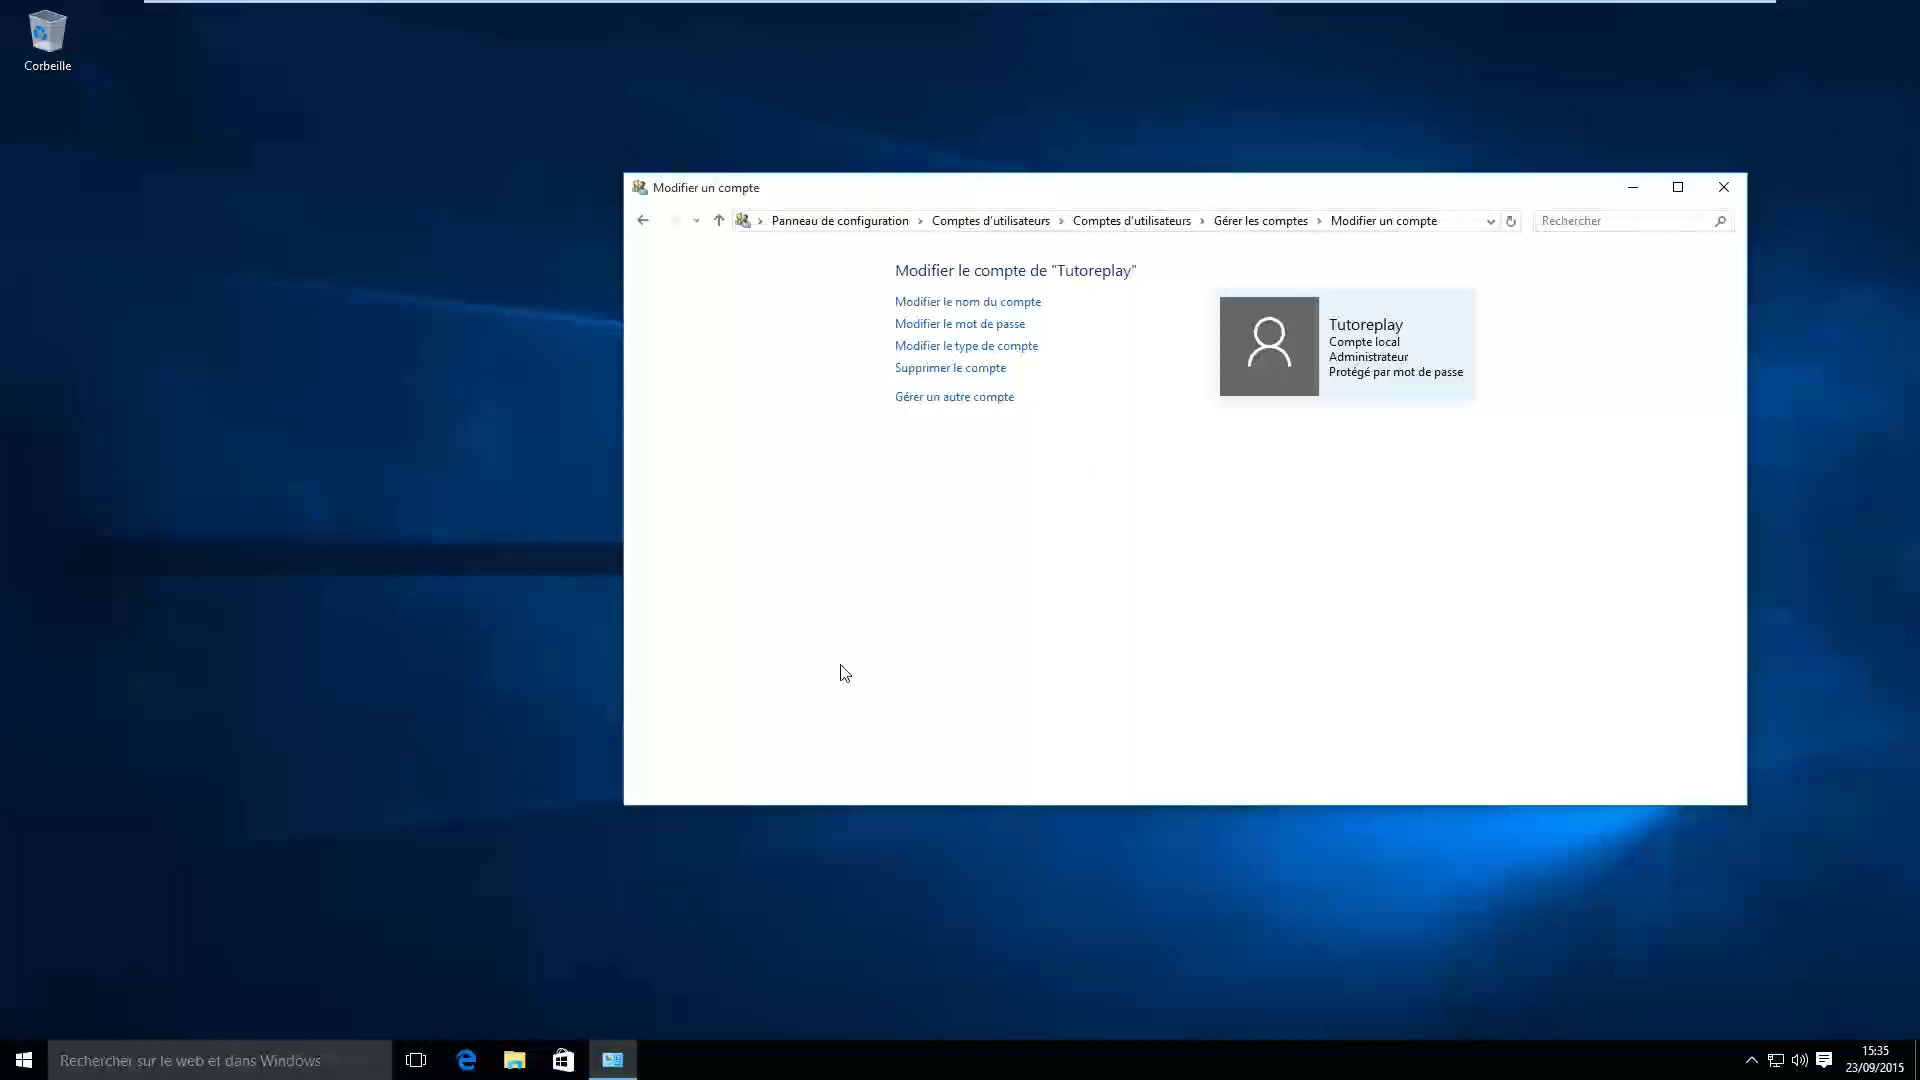 Corbeille
Modifier un compte
Panneau de configuration > Comptes d'utilisateurs > Comptes d'utilisateurs > Gérer les comptes > Modifier un compte
Rechercher
Modifier le compte de "Tutoreplay"
Modifier le nom du compte
Modifier le mot de passe
Modifier le type de compte
Supprimer le compte
Gérer un autre compte
Tutoreplay
Compte local
Administrateur
Protégé par mot de passe
Rechercher sur le web et dans Windows
15:35
23/09/2015